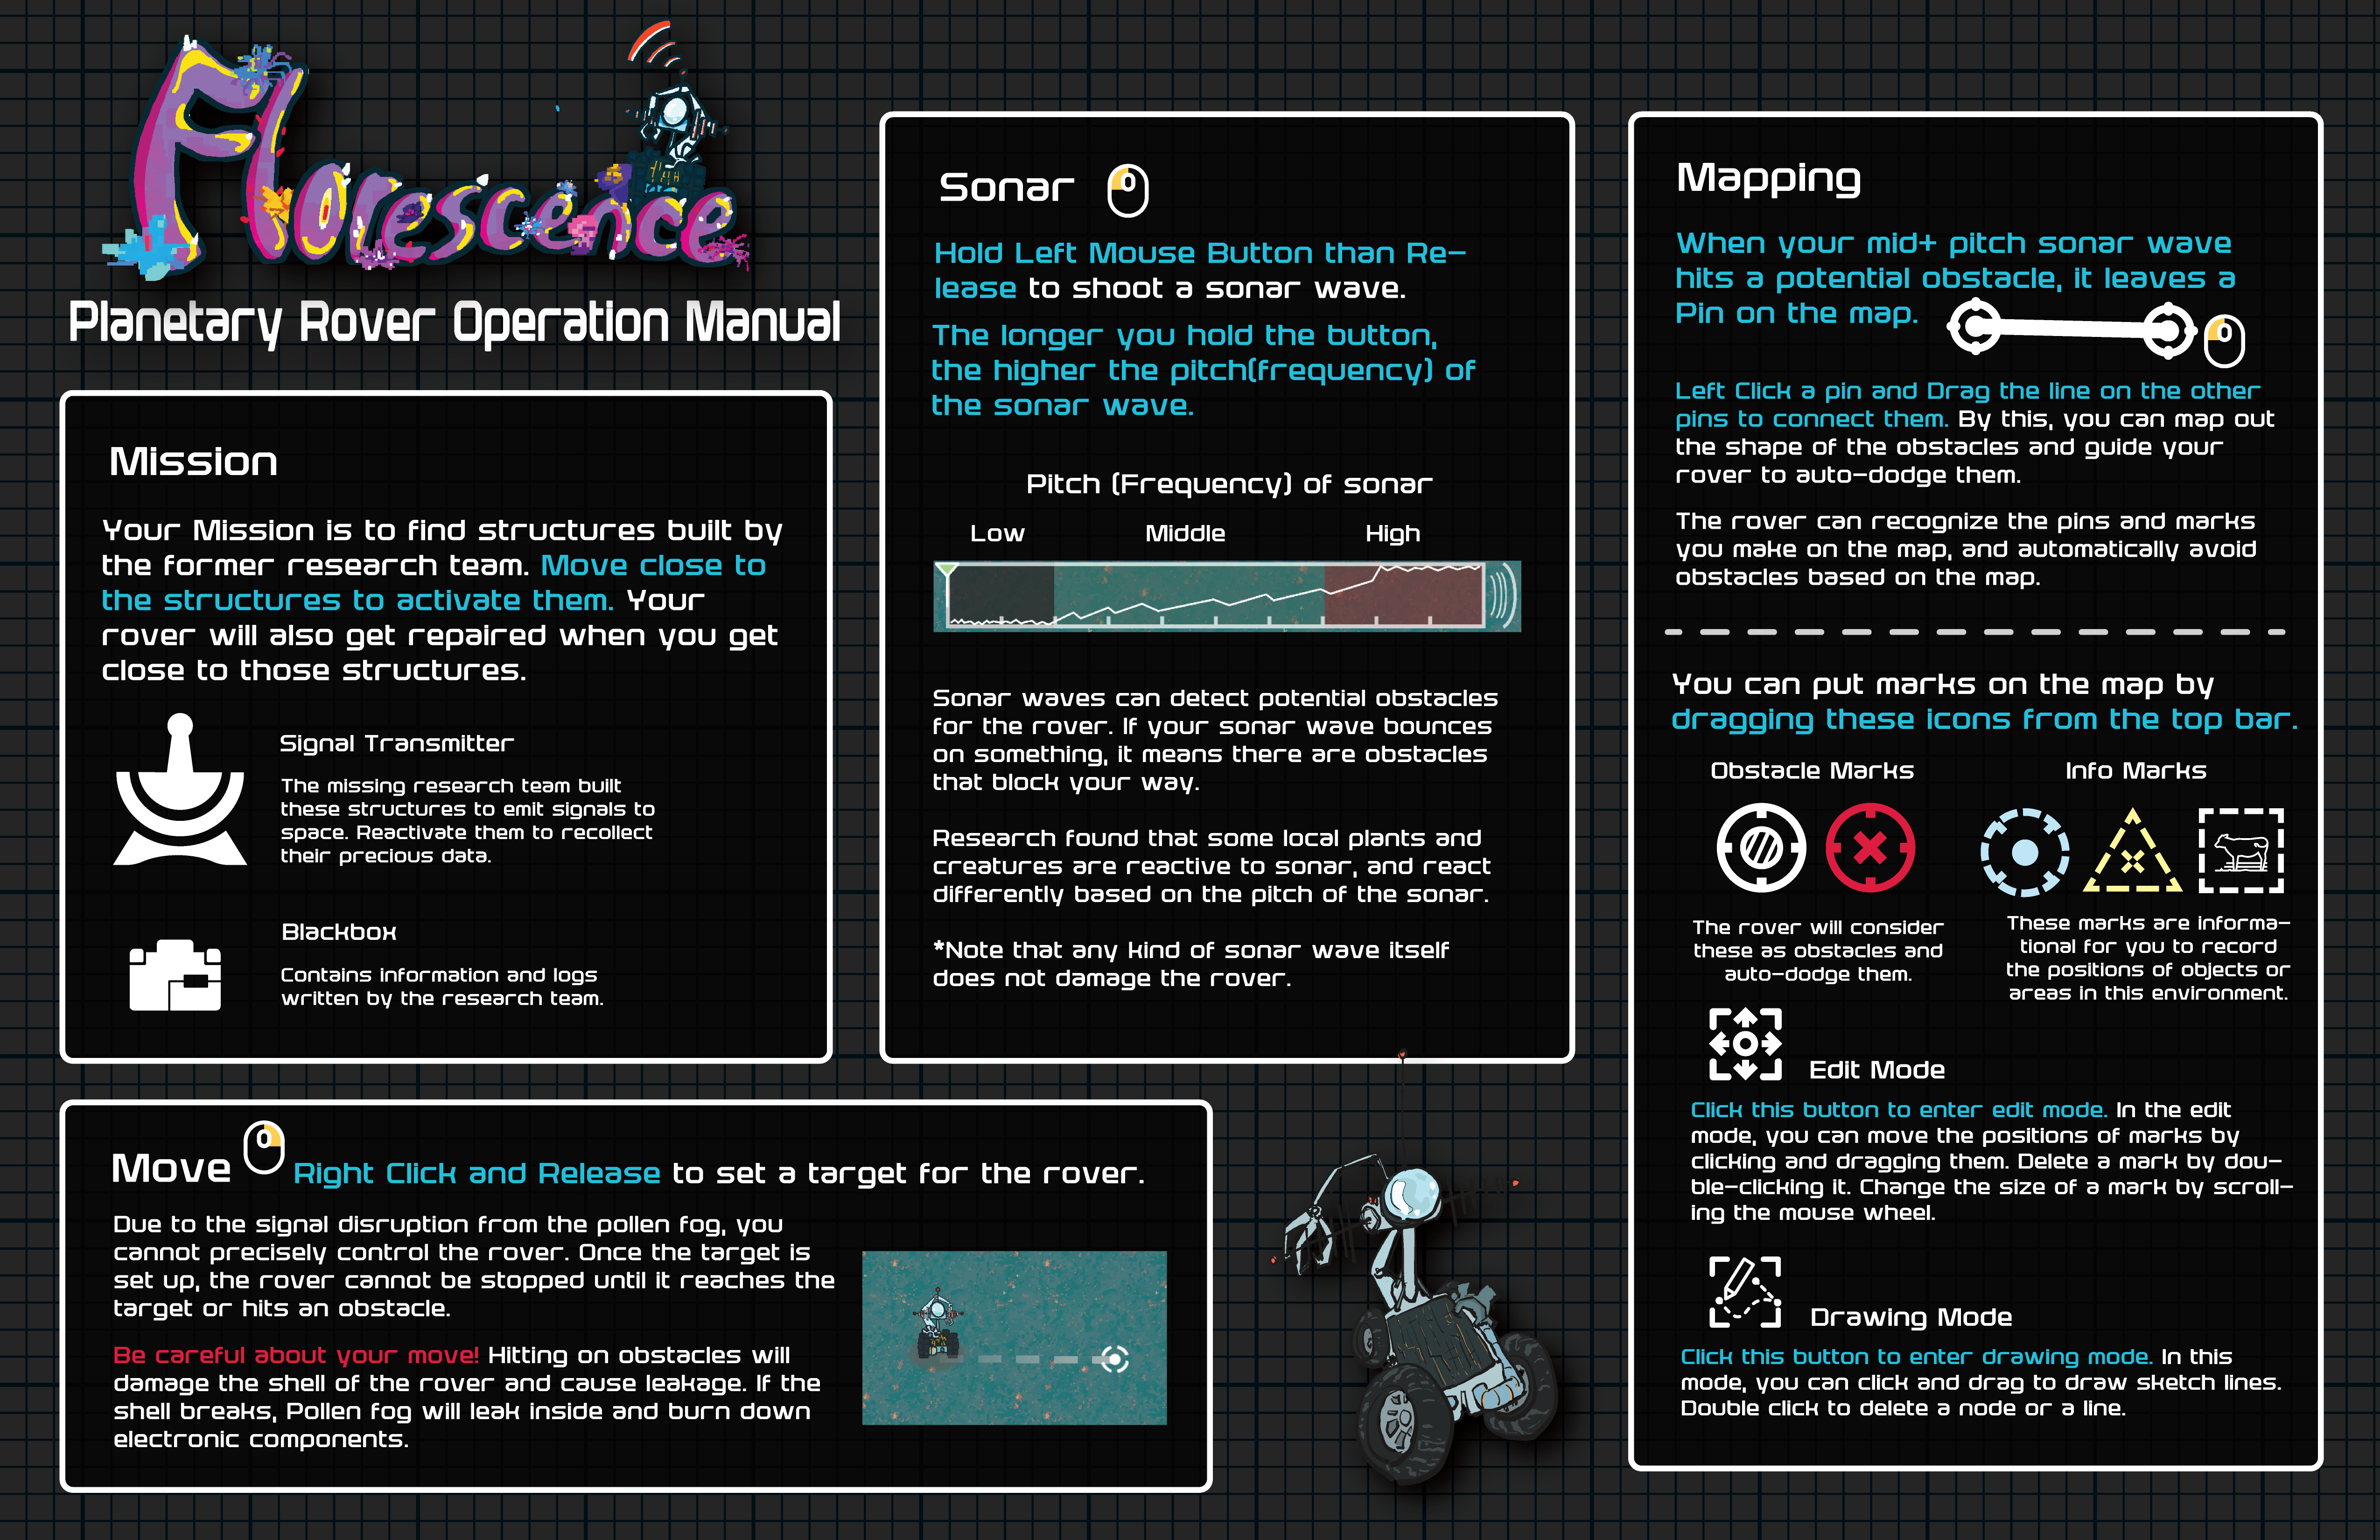 Florescence
Planetary Rover Operation Manual
Mission
Your Mission is to find structures built by
the former research team. Move close to
the structures to activate them. Your
rover will also get repaired when you get
close to those structures.
Signal Transmitter
The missing research team built
these structures to emit signals to
space. Reactivate them to recollect
their precious data.
Blackbox
Contains information and logs
written by the research team.
Move
Right Click and Release to set a target for the rover.
Due to the signal disruption from the pollen fog, you
cannot precisely control the rover. Once the target is
set up, the rover cannot be stopped until it reaches the
target or hits an obstacle.
Be careful about your move! Hitting on obstacles will
damage the shell of the rover and cause leakage. If the
shell breaks, Pollen fog will leak inside and burn down
electronic components.
Sonar
Hold Left Mouse Button than Re-
lease to shoot a sonar wave.
The longer you hold the button,
the higher the pitch(frequency) of
the sonar wave.
Pitch (Frequency) of sonar
Low Middle High
Sonar waves can detect potential obstacles
for the rover. If your sonar wave bounces
on something, it means there are obstacles
that block your way.
Research found that some local plants and
creatures are reactive to sonar, and react
differently based on the pitch of the sonar.
*Note that any kind of sonar wave itself
does not damage the rover.
Mapping
When your mid+ pitch sonar wave
hits a potential obstacle, it leaves a
Pin on the map.
Left Click a pin and Drag the line on the other
pins to connect them. By this, you can map out
the shape of the obstacles and guide your
rover to auto-dodge them.
The rover can recognize the pins and marks
you make on the map, and automatically avoid
obstacles based on the map.
You can put marks on the map by
dragging these icons from the top bar.
Obstacle Marks
The rover will consider
these as obstacles and
auto-dodge them.
Info Marks
These marks are informa-
tional for you to record
the positions of objects or
areas in this environment.
Edit Mode
Click this button to enter edit mode. In the edit
mode, you can move the positions of marks by
clicking and dragging them. Delete a mark by dou-
ble-clicking it. Change the size of a mark by scroll-
ing the mouse wheel.
Drawing Mode
Click this button to enter drawing mode. In this
mode, you can click and drag to draw sketch lines.
Double click to delete a node or a line.